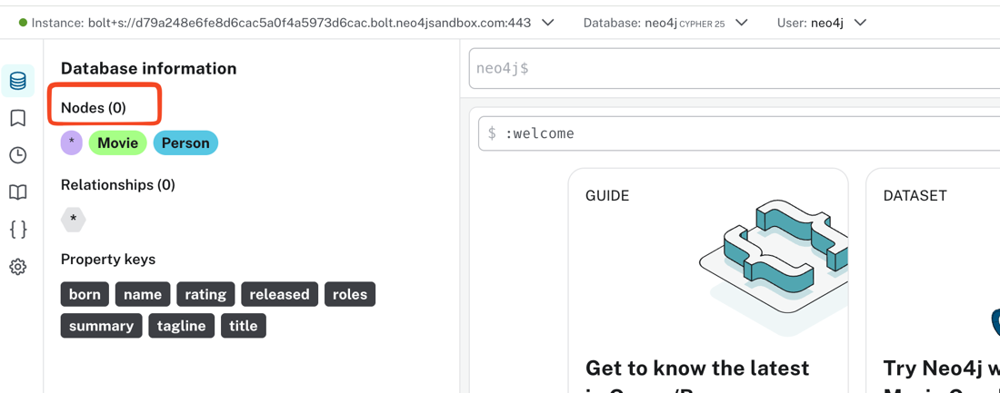 Instance: bolt+s://d79a248e6fe8d6cac5a0f4a5973d6cac.bolt.neo4jsandbox.com:443 Database: neo4j CYPHER 25 User: neo4j
Database information
Nodes (0)
* Movie Person
Relationships (0)
*
Property keys
born name rating released roles
summary tagline title
neo4j$
$ :welcome
GUIDE
Get to know the latest
DATASET
Try Neo4j w